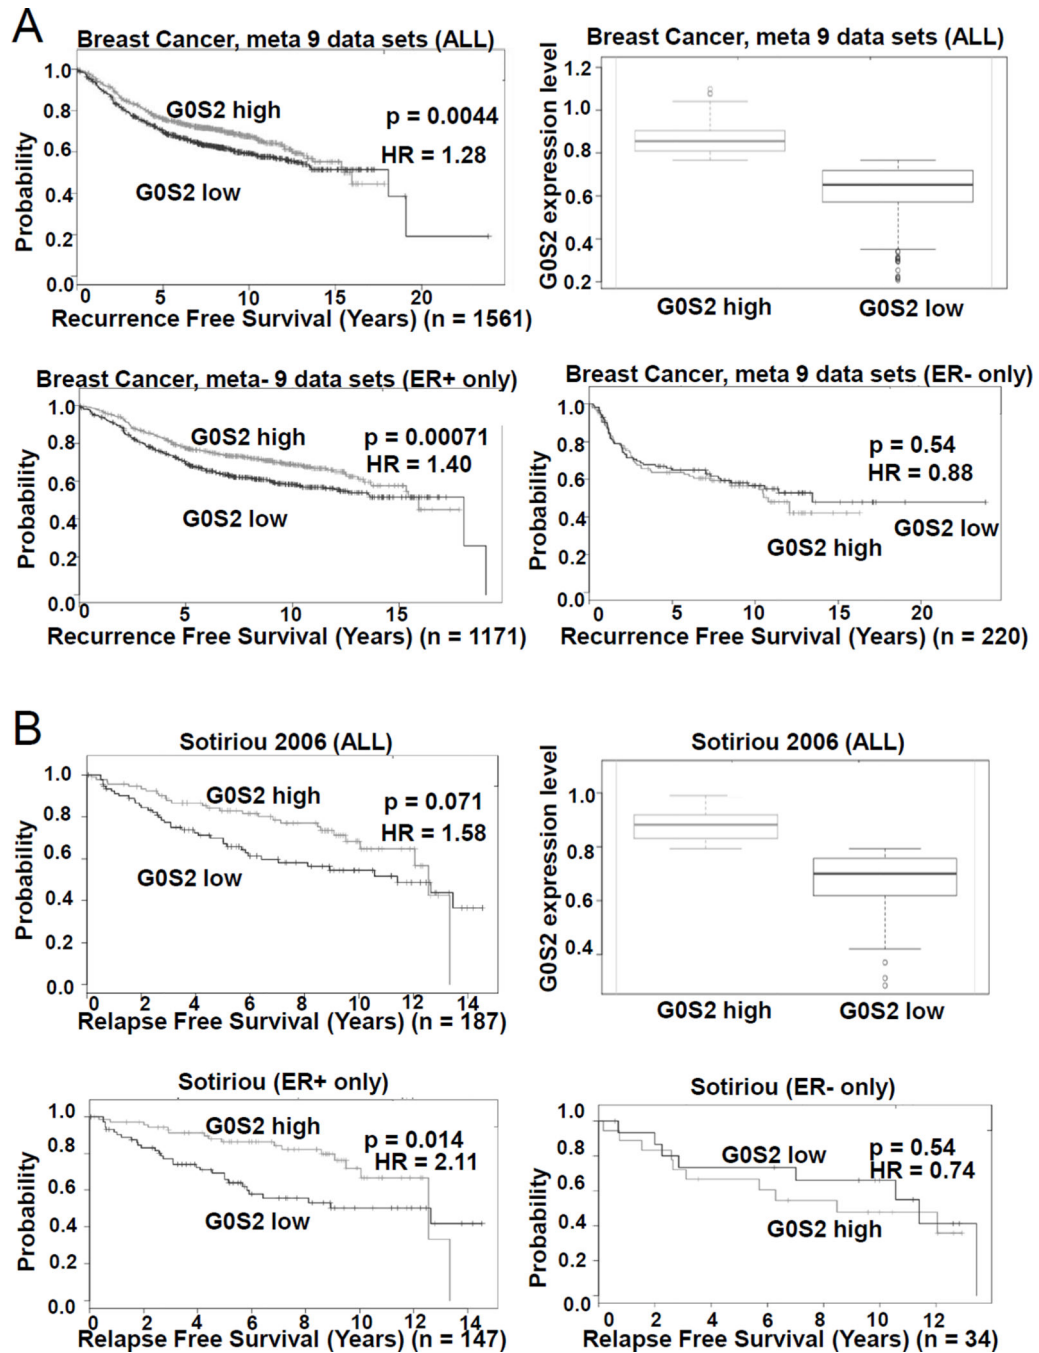 A
Breast Cancer, meta 9 data sets (ALL)
1.0
0.8
0.6
0.4
0.2
0.0
Probability
G0S2 high
p = 0.0044
HR = 1.28
G0S2 low
0 5 10 15 20
Recurrence Free Survival (Years) (n = 1561)
Breast Cancer, meta 9 data sets (ALL)
1.2
1.0
0.8
0.6
0.4
0.2
G0S2 expression level
G0S2 high G0S2 low
Breast Cancer, meta- 9 data sets (ER+ only)
1.0
0.8
0.6
0.4
0.2
0.0
Probability
G0S2 high
p = 0.00071
HR = 1.40
G0S2 low
0 5 10 15
Recurrence Free Survival (Years) (n = 1171)
Breast Cancer, meta 9 data sets (ER- only)
1.0
0.8
0.6
0.4
0.2
0.0
Probability
p = 0.54
HR = 0.88
G0S2 low
G0S2 high
0 5 10 15 20
Recurrence Free Survival (Years) (n = 220)
B
Sotiriou 2006 (ALL)
1.0
0.8
0.6
0.4
0.2
0.0
Probability
G0S2 high
p = 0.071
HR = 1.58
G0S2 low
0 2 4 6 8 10 12 14
Relapse Free Survival (Years) (n = 187)
Sotiriou 2006 (ALL)
1.0
0.8
0.6
0.4
G0S2 expression level
G0S2 high G0S2 low
Sotiriou (ER+ only)
1.0
0.8
0.6
0.4
0.2
0.0
Probability
G0S2 high
p = 0.014
HR = 2.11
G0S2 low
0 2 4 6 8 10 12 14
Relapse Free Survival (Years) (n = 147)
Sotiriou (ER- only)
1.0
0.8
0.6
0.4
0.2
0.0
Probability
p = 0.54
G0S2 low
HR = 0.74
G0S2 high
0 2 4 6 8 10 12
Relapse Free Survival (Years) (n = 34)